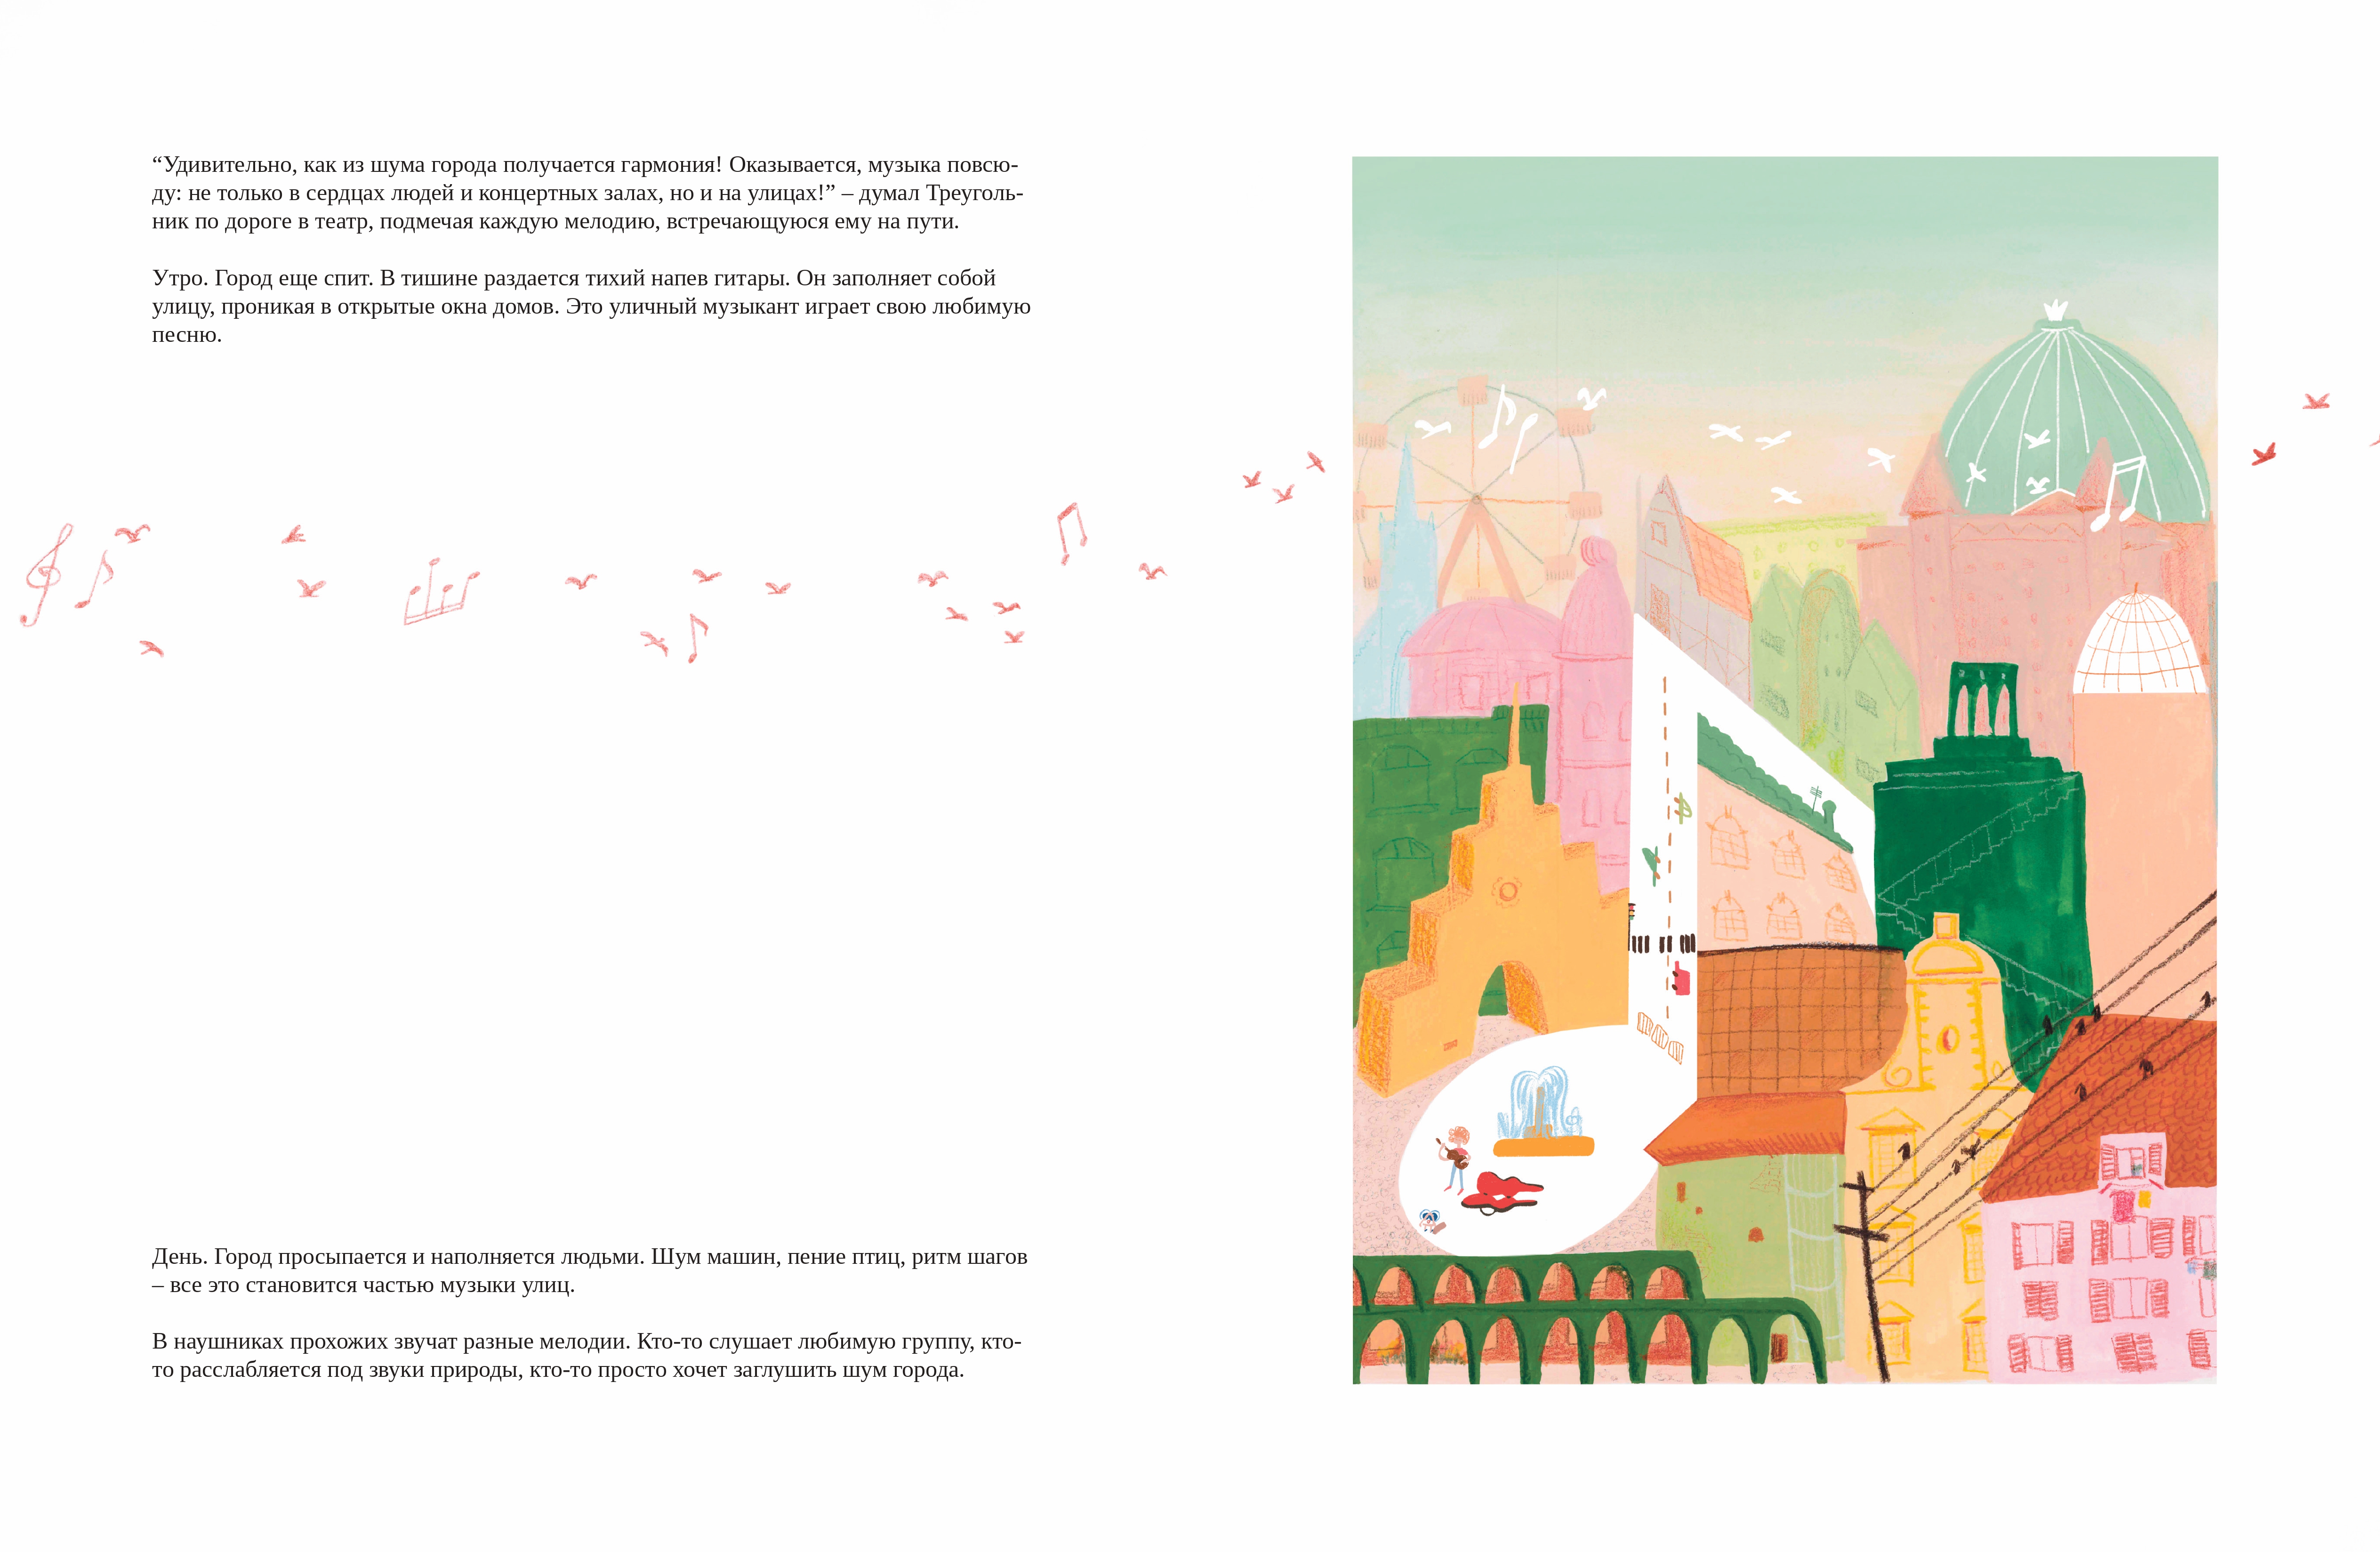 “Удивительно, как из шума города получается гармония! Оказывается, музыка повсю-
ду: не только в сердцах людей и концертных залах, но и на улицах!” – думал Треуголь-
ник по дороге в театр, подмечая каждую мелодию, встречающуюся ему на пути.
Утро. Город еще спит. В тишине раздается тихий напев гитары. Он заполняет собой
улицу, проникая в открытые окна домов. Это уличный музыкант играет свою любимую
песню.
День. Город просыпается и наполняется людьми. Шум машин, пение птиц, ритм шагов
– все это становится частью музыки улиц.
В наушниках прохожих звучат разные мелодии. Кто-то слушает любимую группу, кто-
то расслабляется под звуки природы, кто-то просто хочет заглушить шум города.